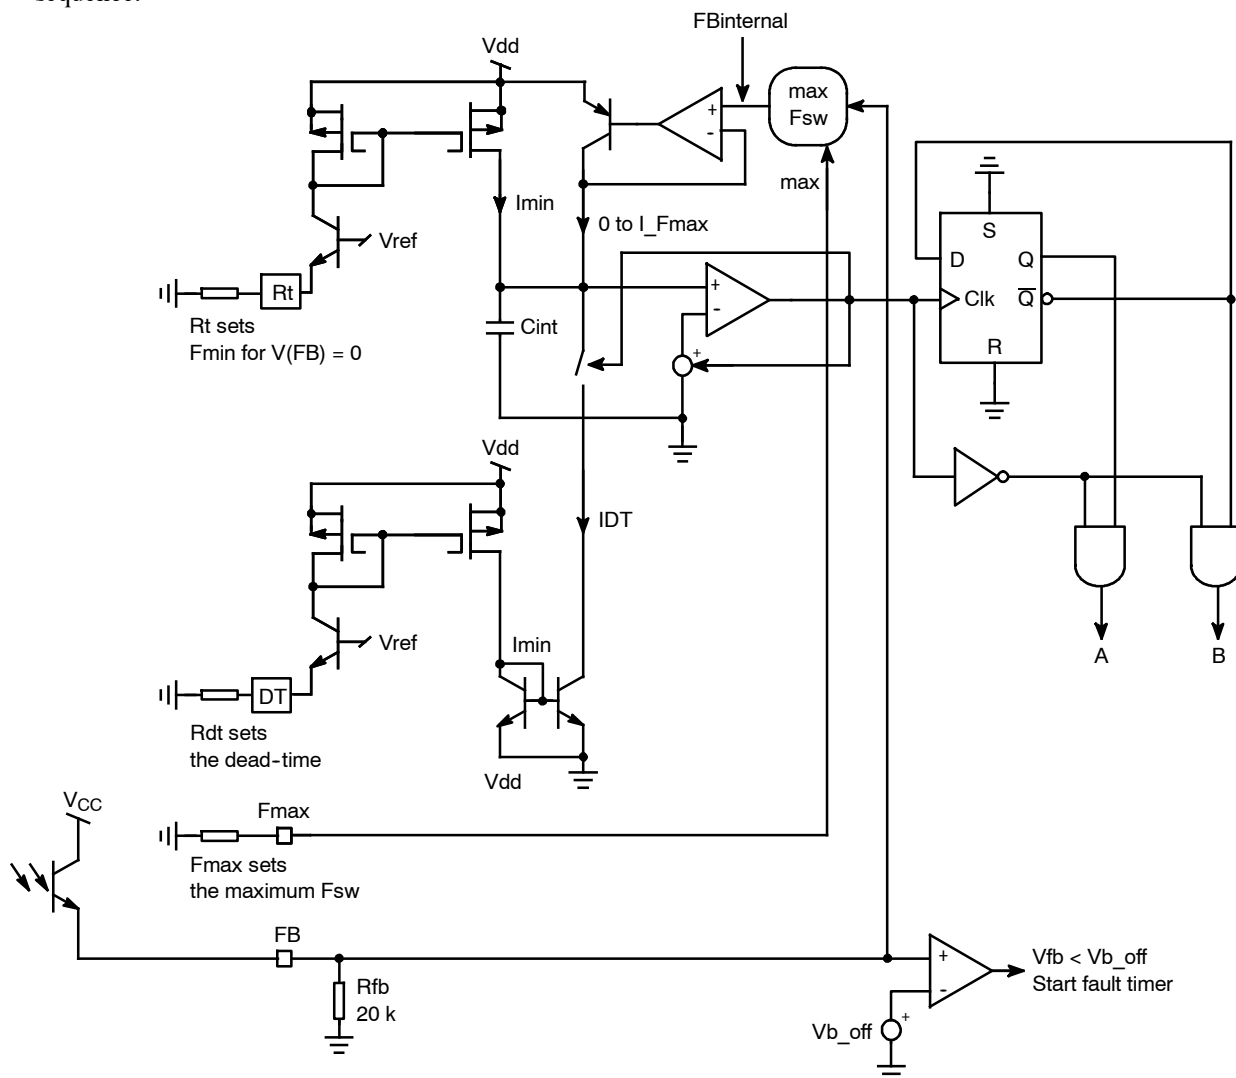 sequence.
FBinternal
Vdd
max
Fsw
max
Imin
0 to I_Fmax
Vref
S
D
Q
Clk
Q
R
Rt
Rt sets
Fmin for V(FB) = 0
+
-
+
-
+
Cint
Vdd
IDT
Vref
Imin
A
B
DT
Rdt sets
the dead-time
Vdd
VCC
Fmax
Fmax sets
the maximum Fsw
FB
Rfb
20 k
+
-
Vfb < Vb_off
Start fault timer
Vb_off
+